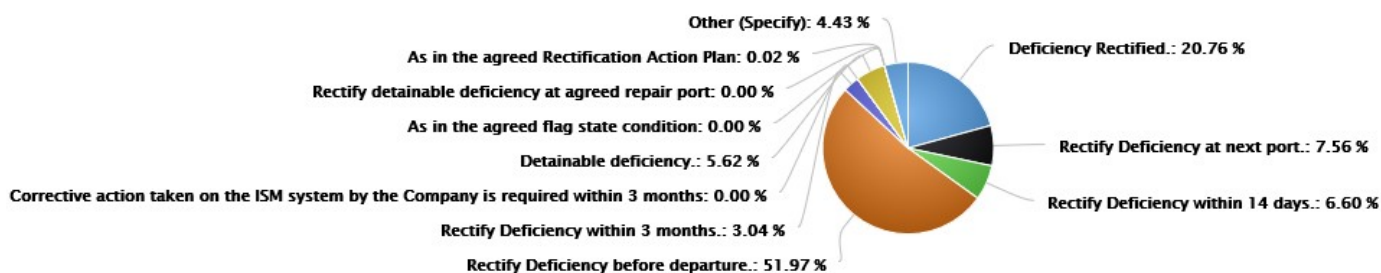 Other (Specify): 4.43 %
Deficiency Rectified.: 20.76 %
As in the agreed Rectification Action Plan: 0.02 %
Rectify detainable deficiency at agreed repair port: 0.00 %
As in the agreed flag state condition: 0.00 %
Rectify Deficiency at next port.: 7.56 %
Detainable deficiency.: 5.62 %
Corrective action taken on the ISM system by the Company is required within 3 months: 0.00 %
Rectify Deficiency within 14 days.: 6.60 %
Rectify Deficiency within 3 months.: 3.04 %
Rectify Deficiency before departure.: 51.97 %